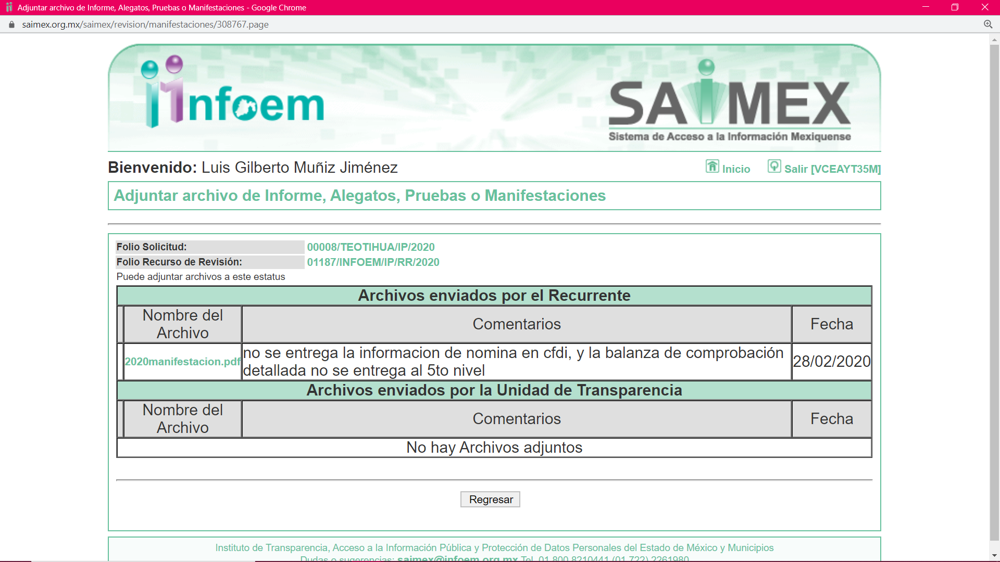 Adjuntar archivo de Informe, Alegatos, Pruebas o Manifestaciones - Google Chrome
saimex.org.mx/saimex/revision/manifestaciones/308767.page
infoem
SAIMEX
Sistema de Acceso a la Información Mexiquense
Bienvenido: Luis Gilberto Muñiz Jiménez
Inicio
Salir [VCEAYT35M]
Adjuntar archivo de Informe, Alegatos, Pruebas o Manifestaciones
Folio Solicitud: 00008/TEOTIHUA/IP/2020
Folio Recurso de Revisión: 01187/INFOEM/IP/RR/2020
Puede adjuntar archivos a este estatus
Archivos enviados por el Recurrente
Nombre del
Archivo
Comentarios
Fecha
2020manifestacion.pdf
no se entrega la informacion de nomina en cfdi, y la balanza de comprobación
detallada no se entrega al 5to nivel
28/02/2020
Archivos enviados por la Unidad de Transparencia
Nombre del
Archivo
Comentarios
Fecha
No hay Archivos adjuntos
Regresar
Instituto de Transparencia, Acceso a la Información Pública y Protección de Datos Personales del Estado de México y Municipios
Dudas o sugerencias: saimex@infoem.org.mx Tel. 01 800 8210441 (01 722) 2261980